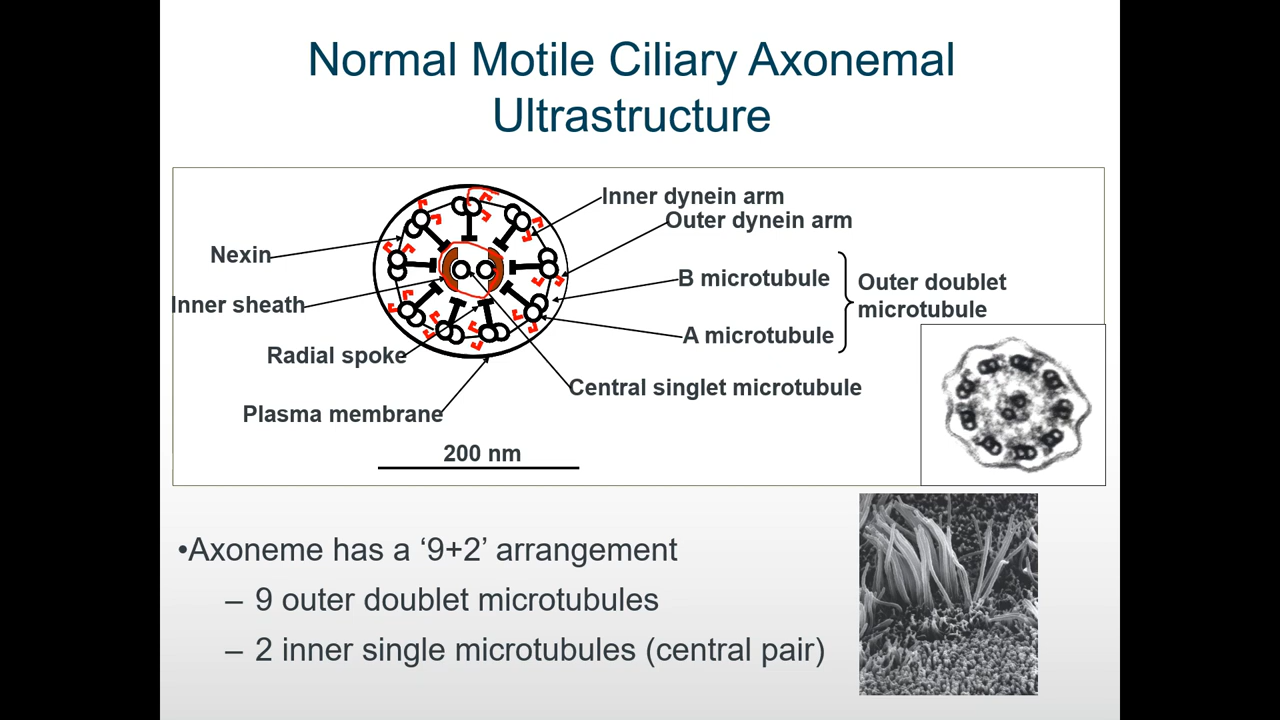 Normal Motile Ciliary Axonemal
Ultrastructure
Inner dynein arm
Outer dynein arm
Nexin
B microtubule
Outer doublet
microtubule
Inner sheath
A microtubule
Radial spoke
Central singlet microtubule
Plasma membrane
200 nm
•Axoneme has a ‘9+2’ arrangement
– 9 outer doublet microtubules
– 2 inner single microtubules (central pair)